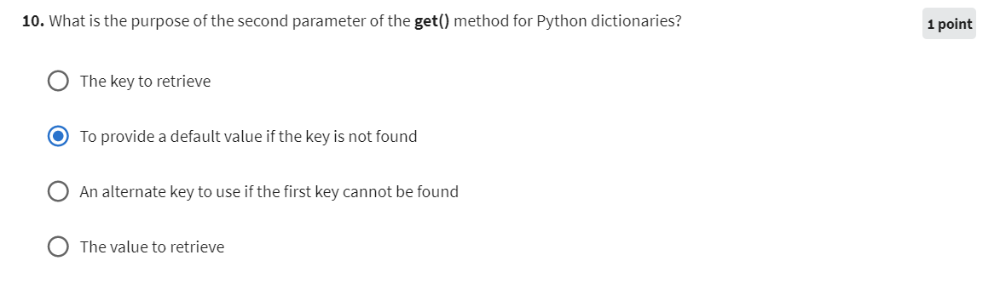 10. What is the purpose of the second parameter of the get() method for Python dictionaries?
1 point
The key to retrieve
To provide a default value if the key is not found
An alternate key to use if the first key cannot be found
The value to retrieve